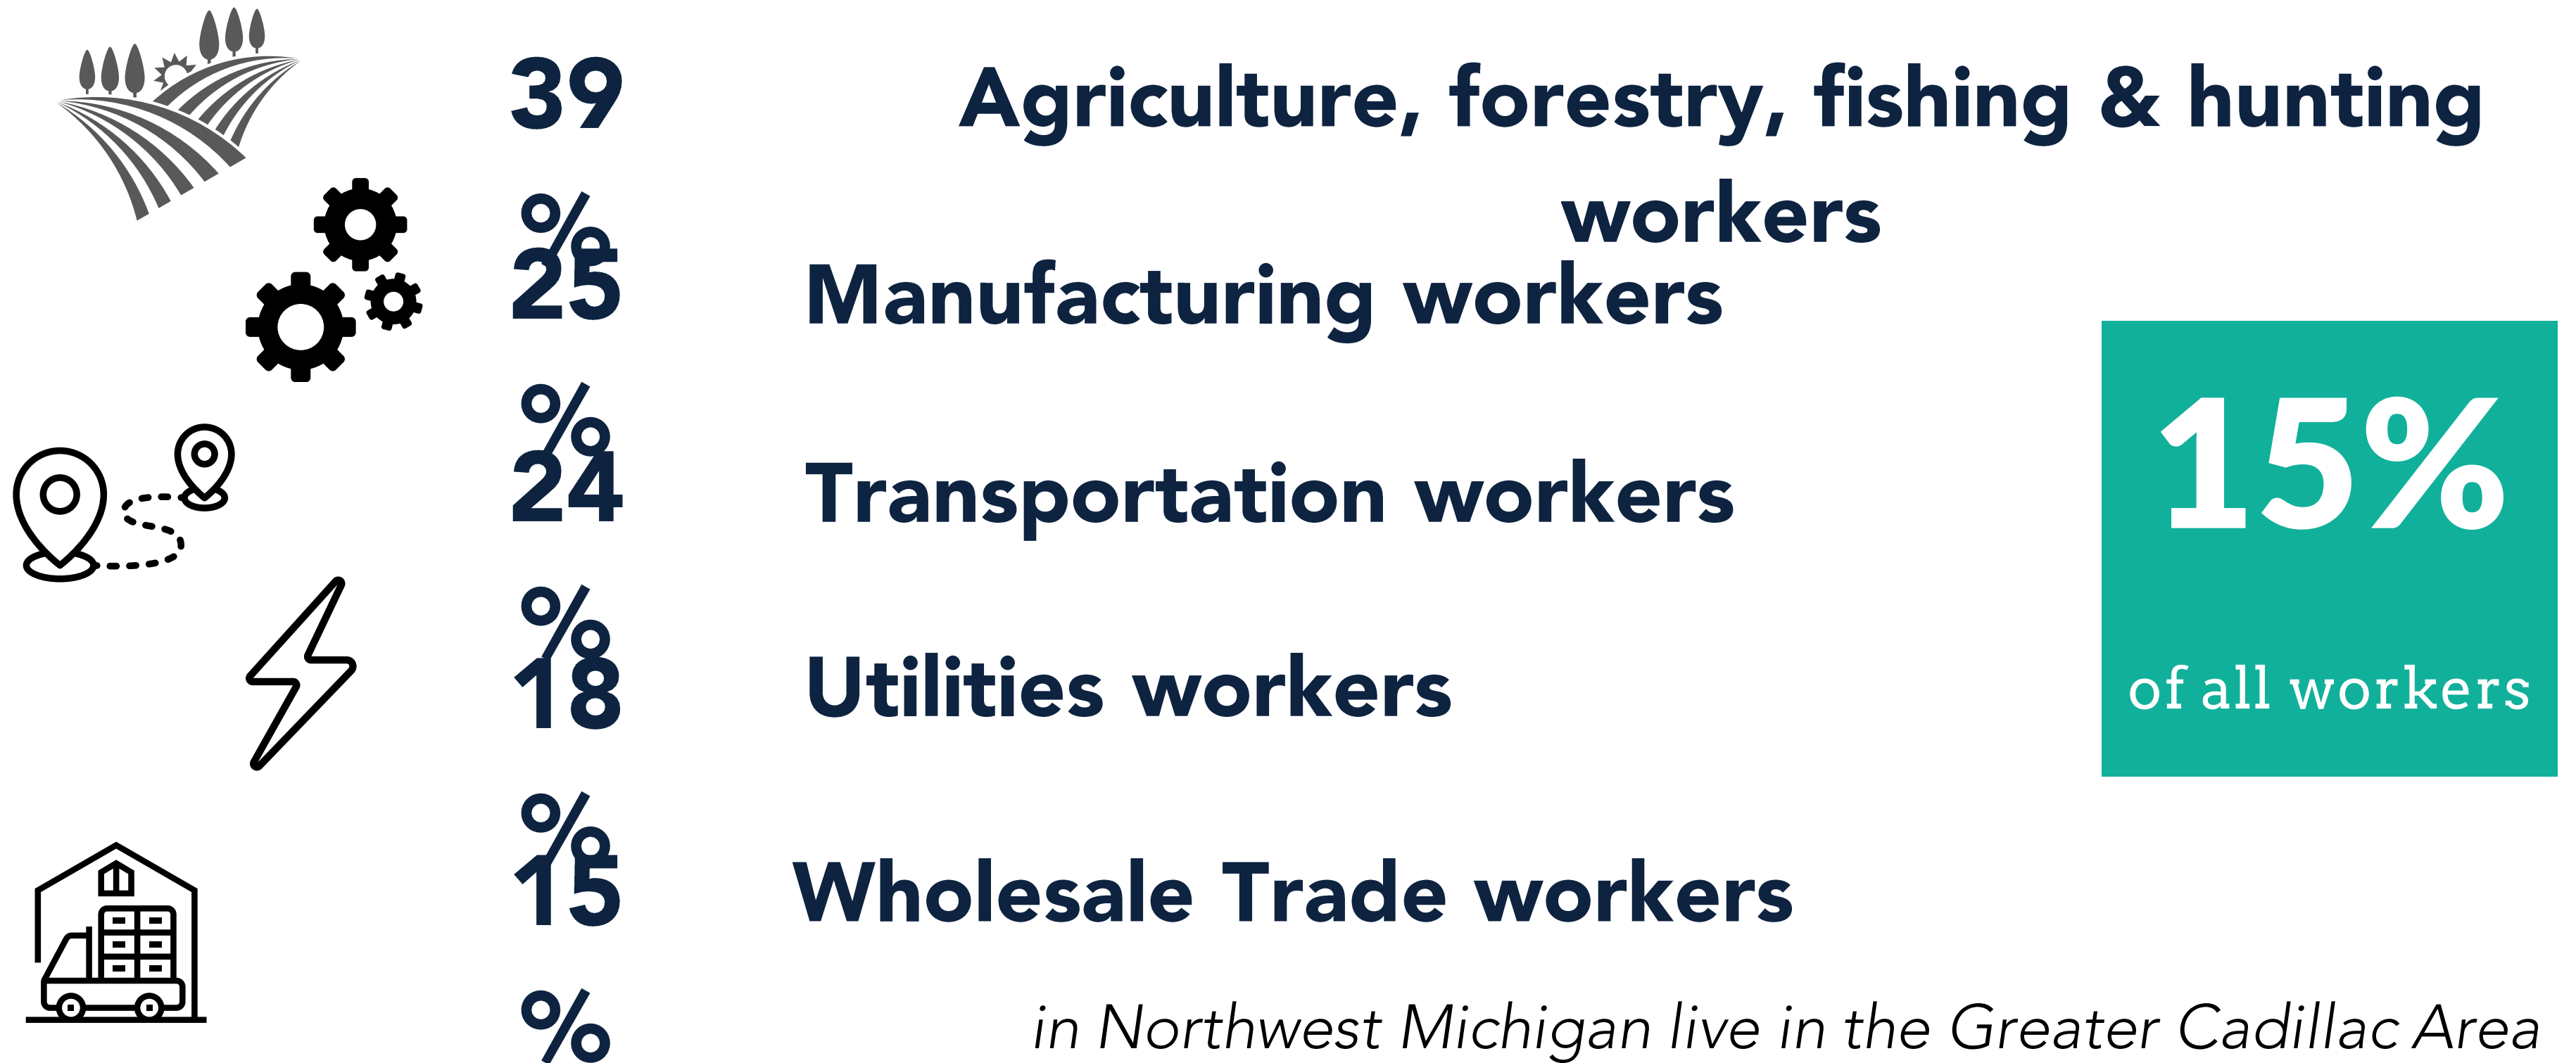 39 Agriculture, forestry, fishing & hunting
% workers
25 Manufacturing workers
%
24 Transportation workers
%
18 Utilities workers
%
15 Wholesale Trade workers
%
15%
of all workers
in Northwest Michigan live in the Greater Cadillac Area